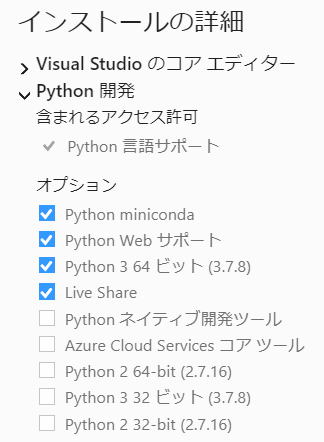 インストールの詳細
Visual Studio のコア エディター
Python 開発
含まれるアクセス許可
Python 言語サポート
オプション
Python miniconda
Python Web サポート
Python 3 64 ビット (3.7.8)
Live Share
Python ネイティブ開発ツール
Azure Cloud Services コア ツール
Python 2 64-bit (2.7.16)
Python 3 32 ビット (3.7.8)
Python 2 32-bit (2.7.16)